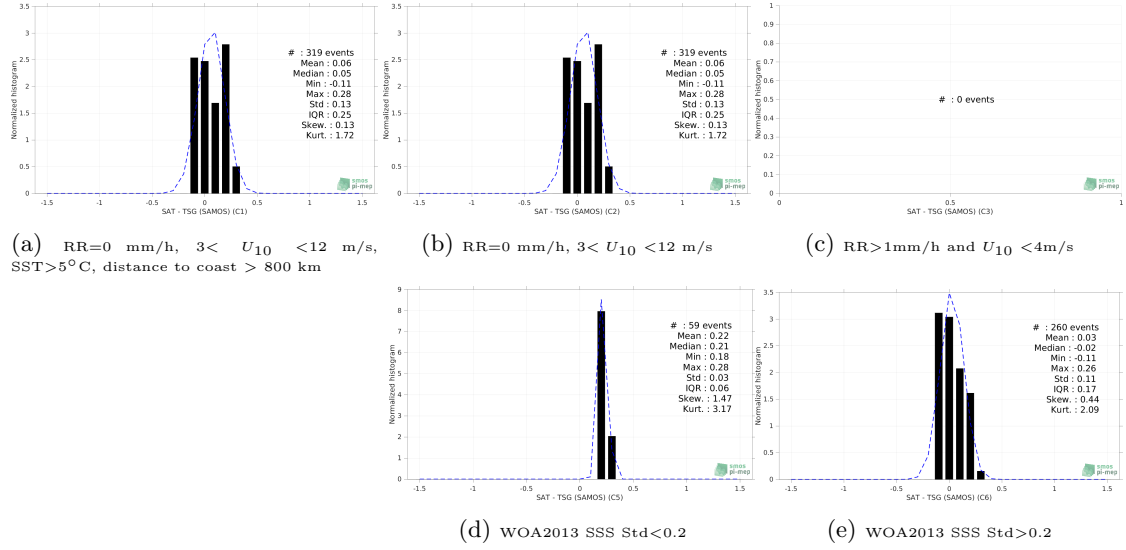 3.5
3
2.5
2
1.5
1
0.5
0
Normalized histogram
# : 319 events
Mean : 0.06
Median : 0.05
Min : -0.11
Max : 0.28
Std : 0.13
IQR : 0.25
Skew. : 0.13
Kurt. : 1.72
smos
pi-mep
-1.5 -1 -0.5 0 0.5 1 1.5
SAT - TSG (SAMOS) (C1)
(a) RR=0 mm/h, 3< U10 <12 m/s,
SST>5°C, distance to coast > 800 km
3.5
3
2.5
2
1.5
1
0.5
0
Normalized histogram
# : 319 events
Mean : 0.06
Median : 0.05
Min : -0.11
Max : 0.28
Std : 0.13
IQR : 0.25
Skew. : 0.13
Kurt. : 1.72
smos
pi-mep
-1.5 -1 -0.5 0 0.5 1 1.5
SAT - TSG (SAMOS) (C2)
(b) RR=0 mm/h, 3< U10 <12 m/s
1
0.9
0.8
0.7
0.6
0.5
0.4
0.3
0.2
0.1
0
Normalized histogram
# : 0 events
smos
pi-mep
0 0.5 1
SAT - TSG (SAMOS) (C3)
(c) RR>1mm/h and U10 <4m/s
9
8
7
6
5
4
3
2
1
0
Normalized histogram
# : 59 events
Mean : 0.22
Median : 0.21
Min : 0.18
Max : 0.28
Std : 0.03
IQR : 0.06
Skew. : 1.47
Kurt. : 3.17
smos
pi-mep
-1.5 -1 -0.5 0 0.5 1 1.5
SAT - TSG (SAMOS) (C5)
(d) WOA2013 SSS Std<0.2
3.5
3
2.5
2
1.5
1
0.5
0
Normalized histogram
# : 260 events
Mean : 0.03
Median : -0.02
Min : -0.11
Max : 0.26
Std : 0.11
IQR : 0.17
Skew. : 0.44
Kurt. : 2.09
smos
pi-mep
-1.5 -1 -0.5 0 0.5 1 1.5
SAT - TSG (SAMOS) (C6)
(e) WOA2013 SSS Std>0.2